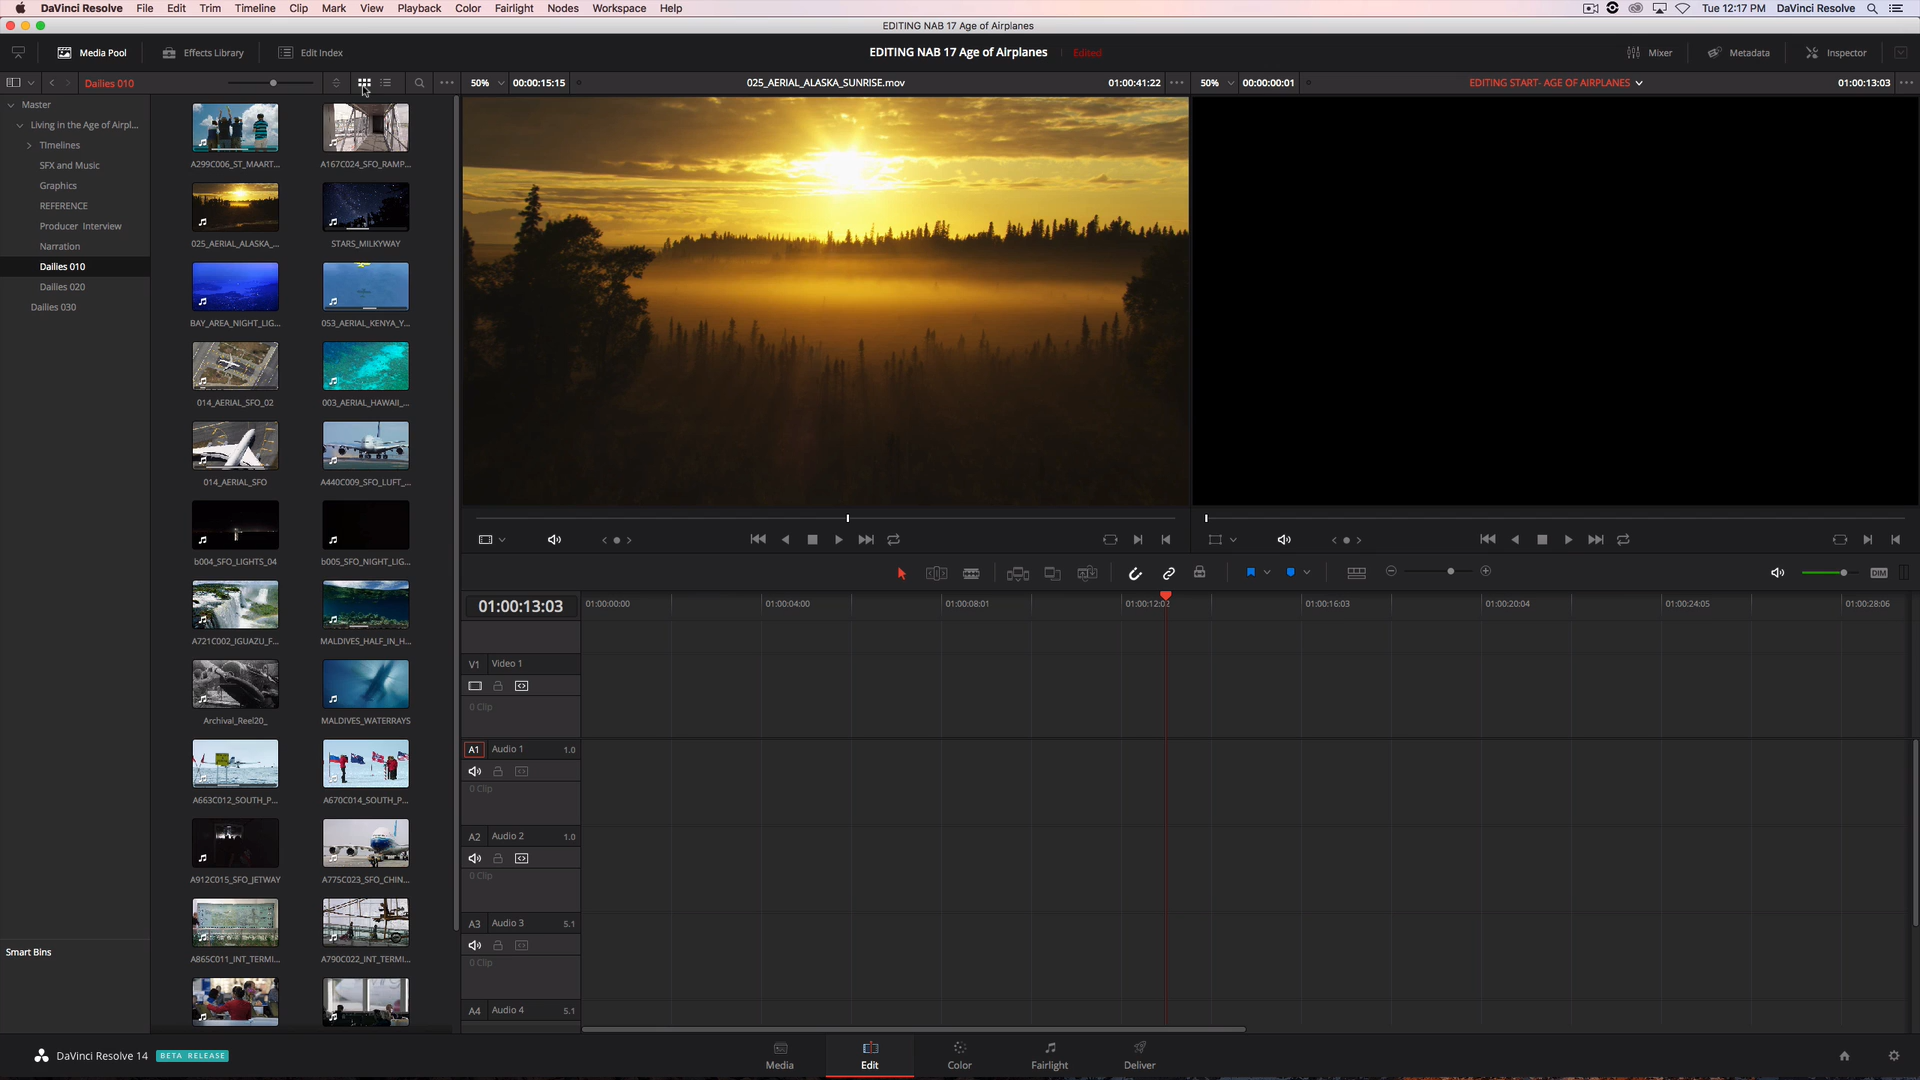 DaVinci Resolve File Edit Trim Timeline Clip Mark View Playback Color Fairlight Nodes Workspace Help Tue 12:17 PM DaVinci Resolve
EDITING NAB 17 Age of Airplanes
Media Pool Effects Library Edit Index EDITING NAB 17 Age of Airplanes Edited Mixer Metadata Inspector
Dailies 010 50% 00:00:15:15 025_AERIAL_ALASKA_SUNRISE.mov 01:00:41:22 50% 00:00:00:01 EDITING START- AGE OF AIRPLANES 01:00:13:03
Master
Living in the Age of Airpl...
Timelines
SFX and Music
Graphics
REFERENCE
Producer Interview
Narration
Dailies 010
Dailies 020
Dailies 030
Smart Bins
A299C006_ST_MAART... A167C024_SFO_RAMP...
025_AERIAL_ALASKA_... STARS_MILKYWAY
BAY_AREA_NIGHT_LIG... 053_AERIAL_KENYA_Y...
014_AERIAL_SFO_02 003_AERIAL_HAWAII_...
014_AERIAL_SFO A440C009_SFO_LUFT_...
b004_SFO_LIGHTS_04 b005_SFO_NIGHT_LIG...
A721C002_IGUAZU_F... MALDIVES_HALF_IN_H...
Archival_Reel20_ MALDIVES_WATERRAYS
A663C012_SOUTH_P... A670C014_SOUTH_P...
A912C015_SFO_JETWAY A775C023_SFO_CHIN...
A865C011_INT_TERMI... A790C022_INT_TERMI...
DIM
01:00:13:03 01:00:00:00 01:00:04:00 01:00:08:01 01:00:12:02 01:00:16:03 01:00:20:04 01:00:24:05 01:00:28:06
V1 Video 1
0 Clip
A1 Audio 1 1.0
0 Clip
A2 Audio 2 1.0
0 Clip
A3 Audio 3 5.1
0 Clip
A4 Audio 4 5.1
DaVinci Resolve 14 BETA RELEASE
Media Edit Color Fairlight Deliver